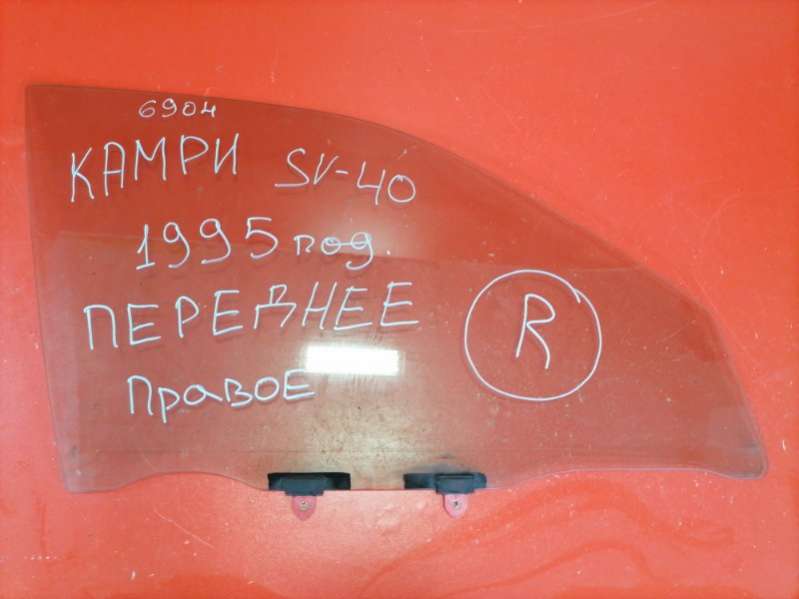 6904
КАМРИ SV-40
1995 год.
ПЕРЕДНЕЕ
правое
R